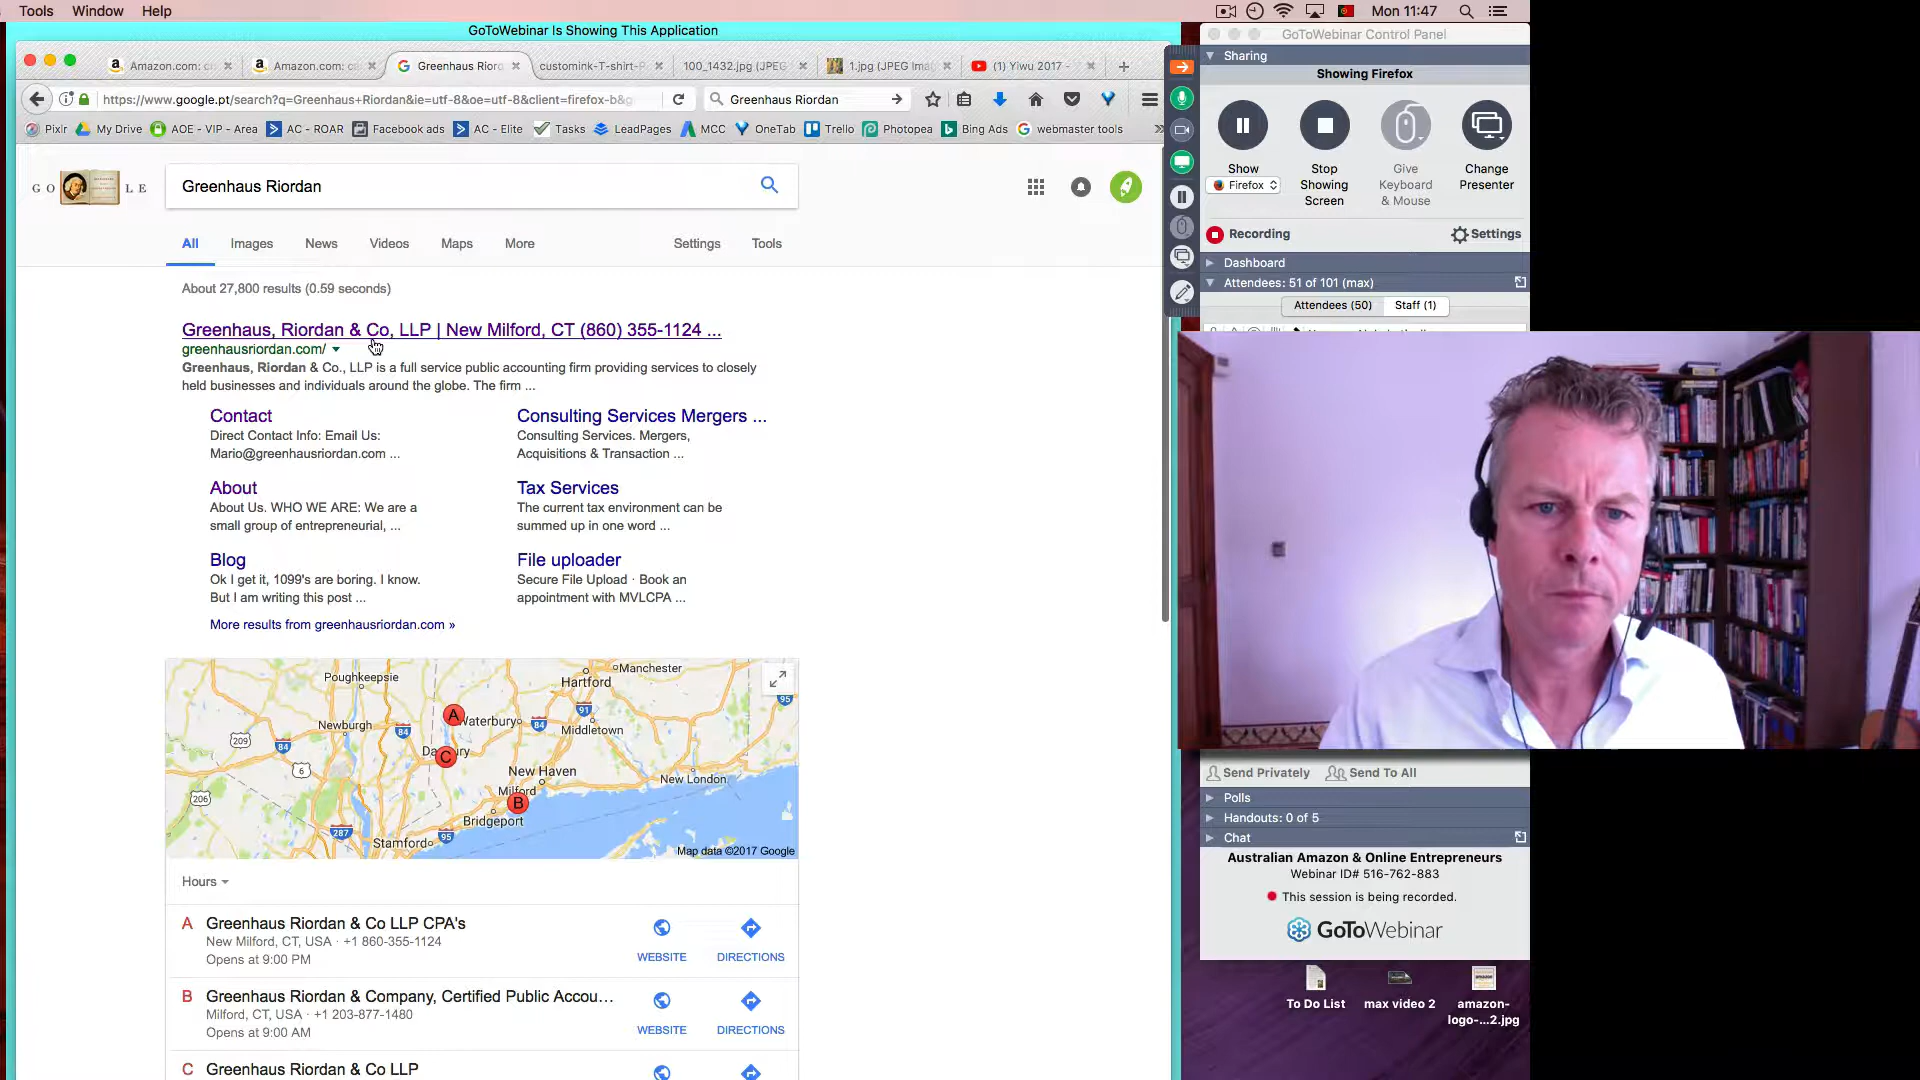 Tools Window Help
Mon 11:47
GoToWebinar Is Showing This Application
GoToWebinar Control Panel
Amazon.com: c
Amazon.com: c
Greenhaus Riord
customink-T-shirt-
100_1432.jpg (JPEG
1.jpg (JPEG Ima
(1) Yiwu 2017 -
https://www.google.pt/search?q=Greenhaus+Riordan&ie=utf-8&oe=utf-8&client=firefox-b&g
Greenhaus Riordan
Pixlr My Drive AOE - VIP - Area AC - ROAR Facebook ads AC - Elite Tasks LeadPages MCC OneTab Trello Photopea Bing Ads webmaster tools
GO LE
Greenhaus Riordan
All Images News Videos Maps More Settings Tools
About 27,800 results (0.59 seconds)
Greenhaus, Riordan & Co, LLP | New Milford, CT (860) 355-1124 ...
greenhausriordan.com/
Greenhaus, Riordan & Co., LLP is a full service public accounting firm providing services to closely
held businesses and individuals around the globe. The firm ...
Contact
Direct Contact Info: Email Us:
Mario@greenhausriordan.com ...
Consulting Services Mergers ...
Consulting Services. Mergers,
Acquisitions & Transaction ...
About
About Us. WHO WE ARE: We are a
small group of entrepreneurial, ...
Tax Services
The current tax environment can be
summed up in one word ...
Blog
Ok I get it, 1099's are boring. I know.
But I am writing this post ...
File uploader
Secure File Upload · Book an
appointment with MVLCPA ...
More results from greenhausriordan.com »
Poughkeepsie
Manchester
Hartford
Newburgh
Waterbury
Middletown
Danbury
New Haven
New London
Milford
Bridgeport
Stamford
209
84
84
84
91
95
6
206
287
95
A
C
B
Map data ©2017 Google
Hours
A Greenhaus Riordan & Co LLP CPA's
New Milford, CT, USA · +1 860-355-1124
Opens at 9:00 PM
WEBSITE DIRECTIONS
B Greenhaus Riordan & Company, Certified Public Accou...
Milford, CT, USA · +1 203-877-1480
Opens at 9:00 AM
WEBSITE DIRECTIONS
C Greenhaus Riordan & Co LLP
Sharing
Showing Firefox
Show
Firefox
Stop
Showing
Screen
Give
Keyboard
& Mouse
Change
Presenter
Recording
Settings
Dashboard
Attendees: 51 of 101 (max)
Attendees (50) Staff (1)
Send Privately Send To All
Polls
Handouts: 0 of 5
Chat
Australian Amazon & Online Entrepreneurs
Webinar ID# 516-762-883
This session is being recorded.
GoToWebinar
To Do List
max video 2
amazon-
logo-...2.jpg